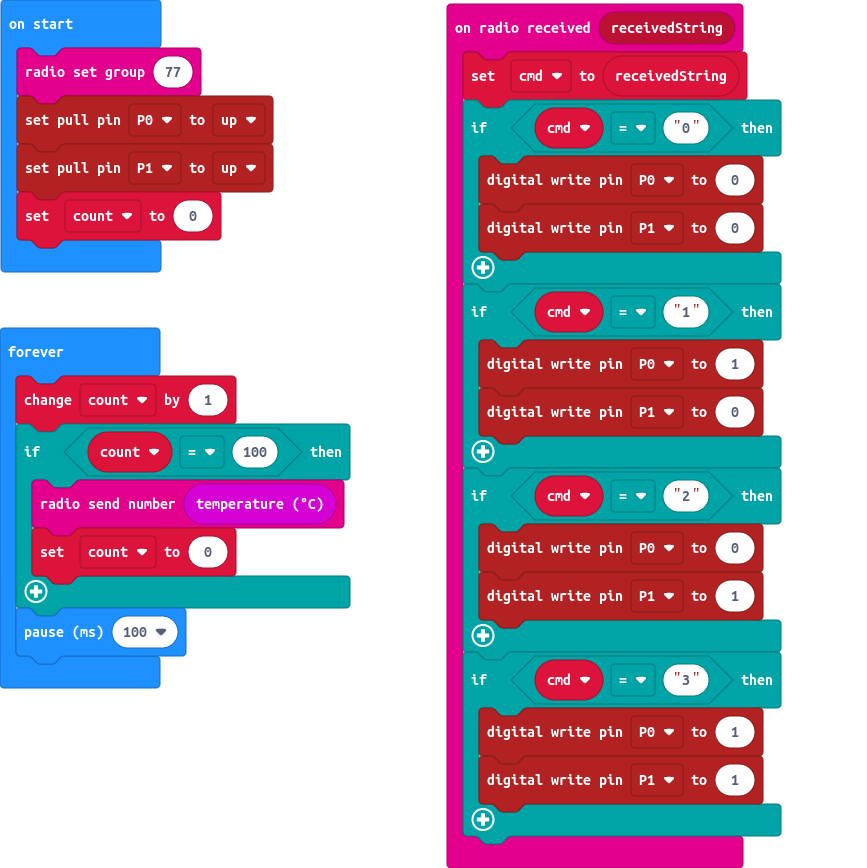 on start
radio set group 77
set pull pin P0 to up
set pull pin P1 to up
set count to 0
forever
change count by 1
if count = 100 then
radio send number temperature (°C)
set count to 0
pause (ms) 100
on radio received receivedString
set cmd to receivedString
if cmd = "0" then
digital write pin P0 to 0
digital write pin P1 to 0
if cmd = "1" then
digital write pin P0 to 1
digital write pin P1 to 0
if cmd = "2" then
digital write pin P0 to 0
digital write pin P1 to 1
if cmd = "3" then
digital write pin P0 to 1
digital write pin P1 to 1